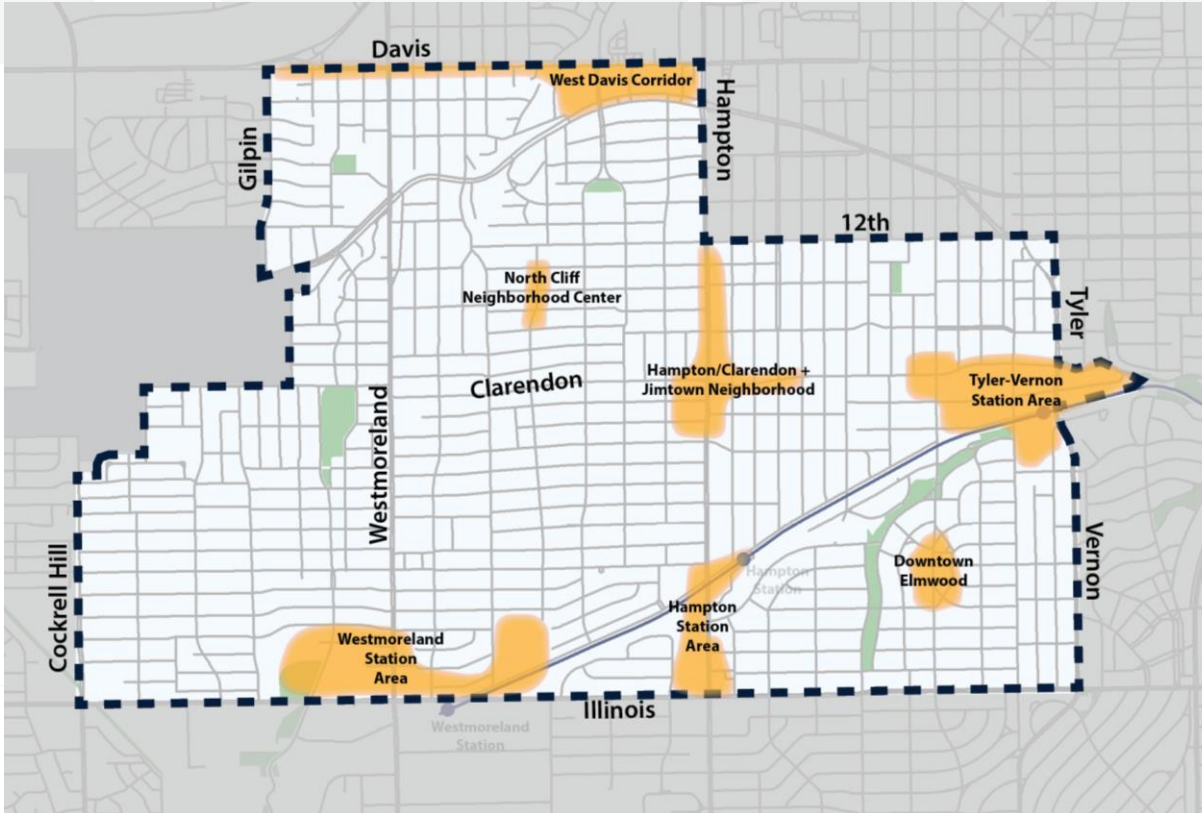 Davis
West Davis Corridor
Gilpin
Hampton
12th
North Cliff
Neighborhood Center
Tyler
Hampton/Clarendon +
Jimtown Neighborhood
Clarendon
Tyler-Vernon
Station Area
Westmoreland
Cockrell Hill
Vernon
Downtown
Elmwood
Hampton
Station
Hampton
Station
Area
Westmoreland
Station
Area
Illinois
Westmoreland
Station